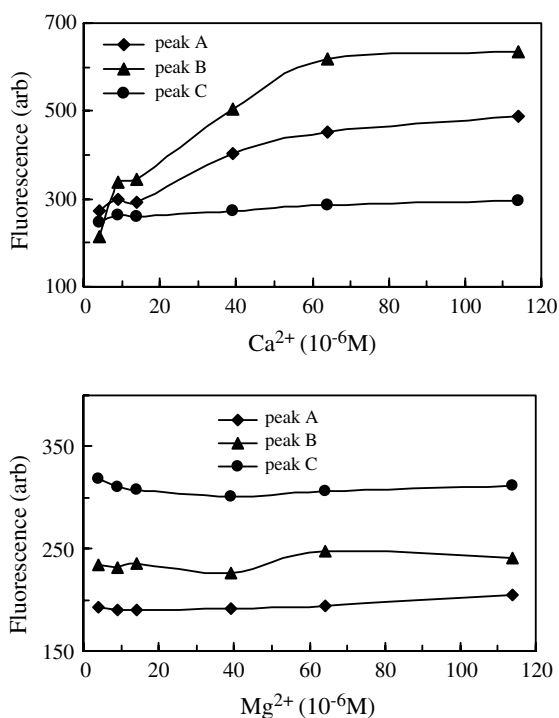 700
500
300
100
Fluorescence (arb)
peak A
peak B
peak C
0 20 40 60 80 100 120
Ca²⁺ (10⁻⁶M)
350
250
150
Fluorescence (arb)
peak A
peak B
peak C
0 20 40 60 80 100 120
Mg²⁺ (10⁻⁶M)